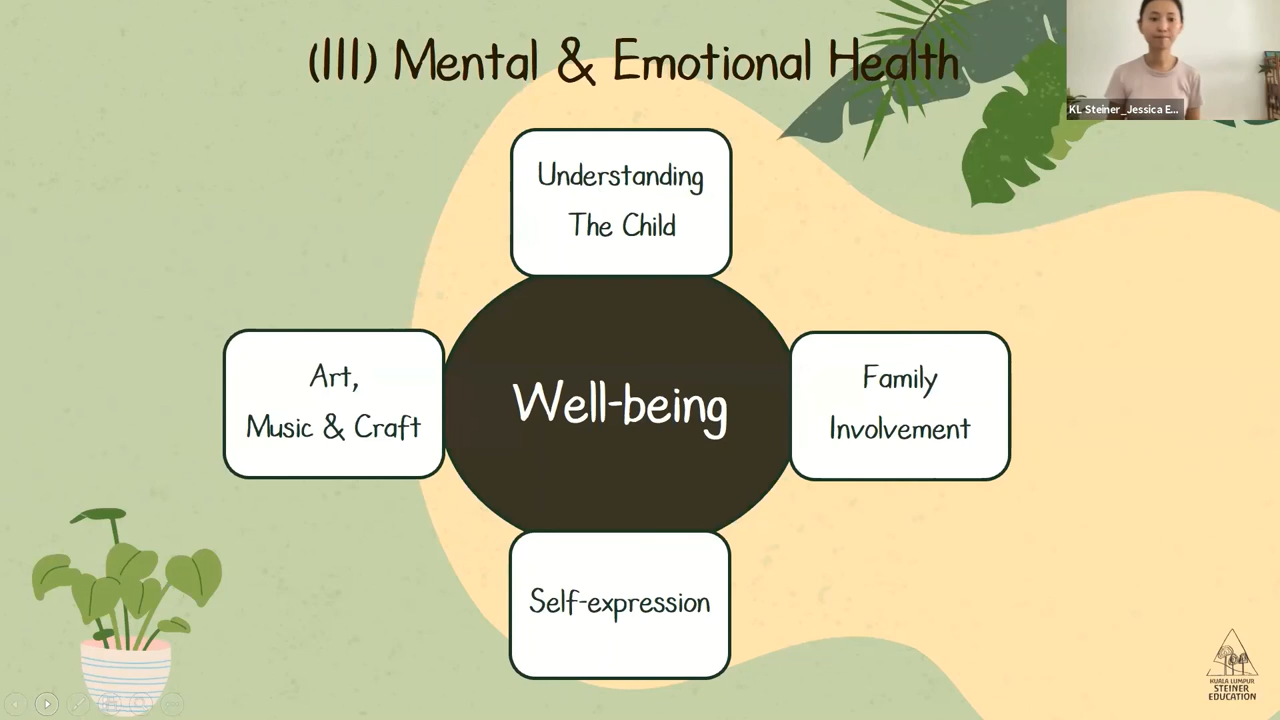 (III) Mental & Emotional Health
KL Steiner_Jessica E...
Understanding
The Child
Art,
Music & Craft
Well-being
Family
Involvement
Self-expression
KUALA LUMPUR
STEINER
EDUCATION